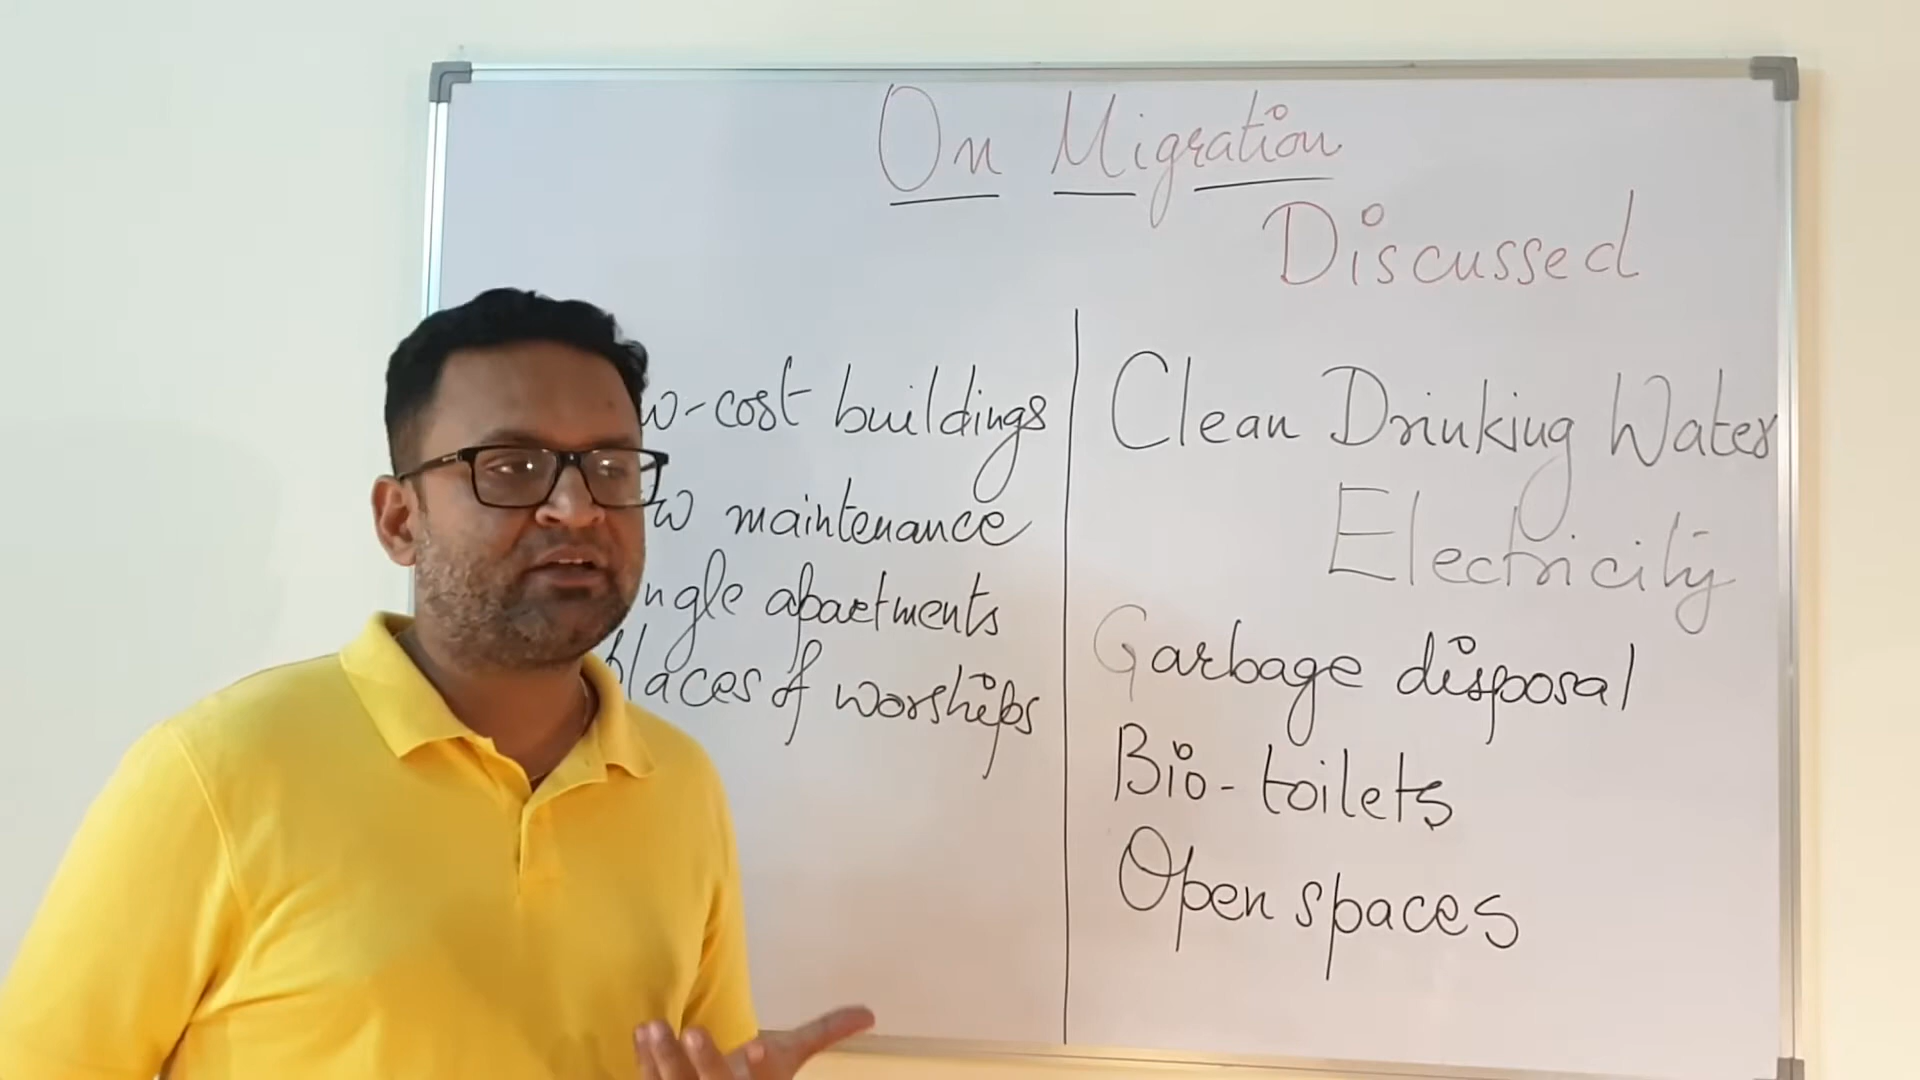 On Migration
Discussed
w-cost buildings
w maintenance
ngle apartments
places of worships
Clean Drinking Water
Electricity
Garbage disposal
Bio-toilets
Open spaces